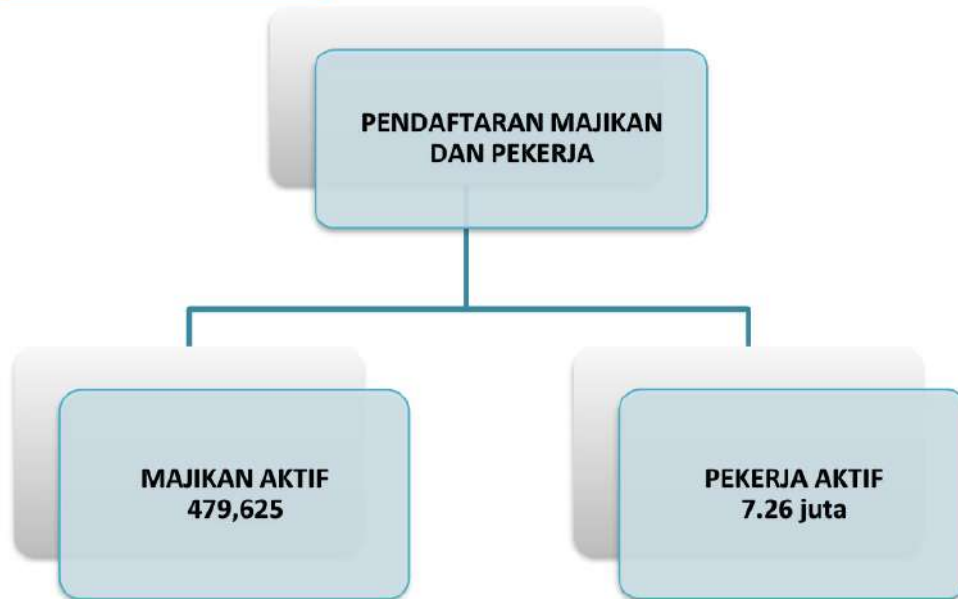 PENDAFTARAN MAJIKAN
DAN PEKERJA
MAJIKAN AKTIF
479,625
PEKERJA AKTIF
7.26 juta